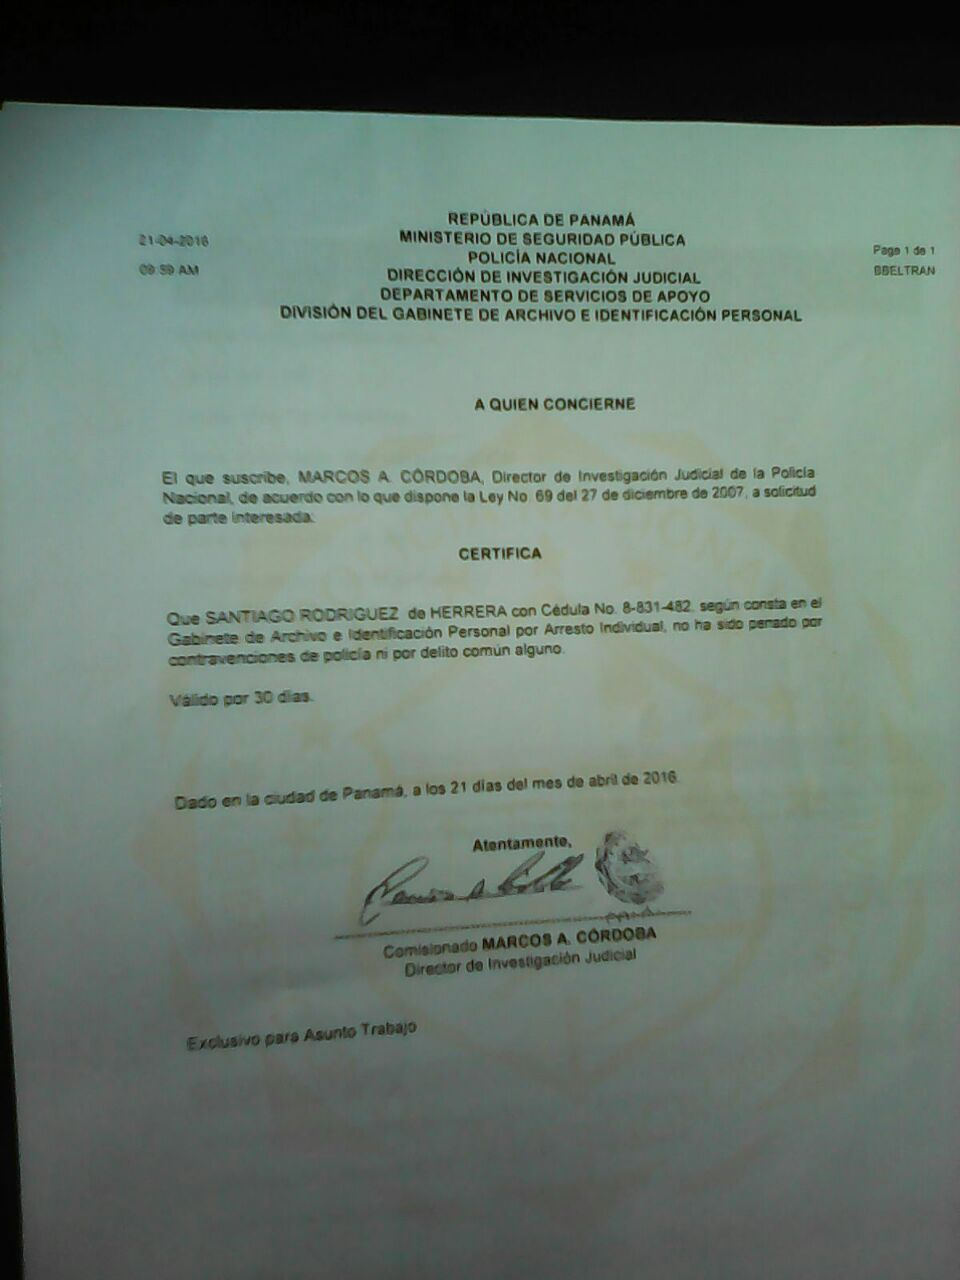 REPÚBLICA DE PANAMÁ
21-04-2016
MINISTERIO DE SEGURIDAD PÚBLICA
Page 1 de 1
POLICÍA NACIONAL
09:39 AM
DIRECCIÓN DE INVESTIGACIÓN JUDICIAL
BBELTRAN
DEPARTAMENTO DE SERVICIOS DE APOYO
DIVISIÓN DEL GABINETE DE ARCHIVO E IDENTIFICACIÓN PERSONAL
A QUIEN CONCIERNE
El que suscribe, MARCOS A. CÓRDOBA, Director de Investigación Judicial de la Policía
Nacional, de acuerdo con lo que dispone la Ley No. 69 del 27 de diciembre de 2007, a solicitud
de parte interesada:
CERTIFICA
Que SANTIAGO RODRIGUEZ de HERRERA con Cédula No. 8-831-482, según consta en el
Gabinete de Archivo e Identificación Personal por Arresto Individual, no ha sido penado por
contravenciones de policía ni por delito común alguno.
Válido por 30 días.
Dado en la ciudad de Panamá, a los 21 días del mes de abril de 2016
Atentamente,
Comisionado MARCOS A. CÓRDOBA
Director de Investigación Judicial
Exclusivo para Asunto Trabajo